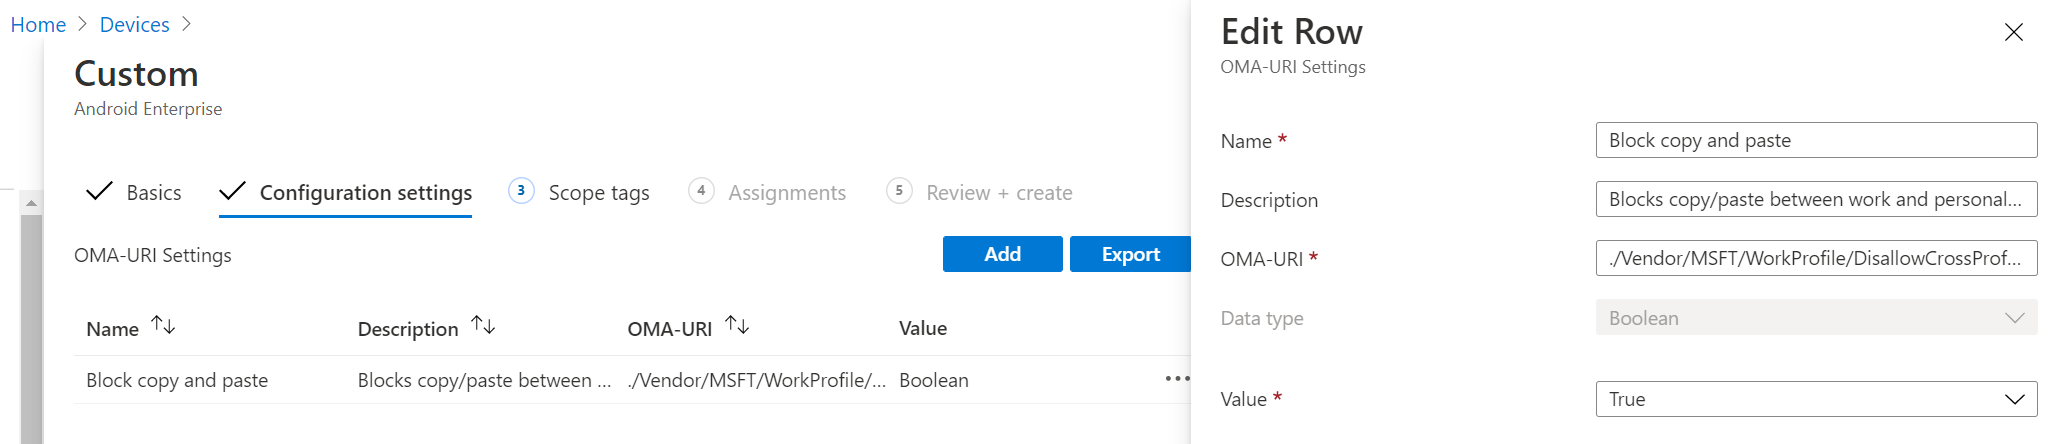 Home > Devices >
Custom
Android Enterprise
Basics Configuration settings 3 Scope tags 4 Assignments 5 Review + create
OMA-URI Settings Add Export
Name Description OMA-URI Value
Block copy and paste Blocks copy/paste between ... ./Vendor/MSFT/WorkProfile/... Boolean ...
Edit Row
OMA-URI Settings
Name * Block copy and paste
Description Blocks copy/paste between work and personal...
OMA-URI * ./Vendor/MSFT/WorkProfile/DisallowCrossProf...
Data type Boolean
Value * True